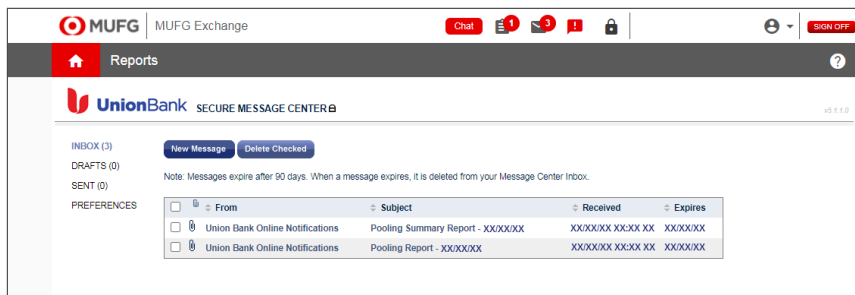 MUFG MUFG Exchange Chat 1 3 SIGN OFF
Reports ?
UnionBank SECURE MESSAGE CENTER v5.1.1.0
INBOX (3) New Message Delete Checked
DRAFTS (0)
Note: Messages expire after 90 days. When a message expires, it is deleted from your Message Center Inbox.
SENT (0)
PREFERENCES
From Subject Received Expires
Union Bank Online Notifications Pooling Summary Report - XX/XX/XX XX/XX/XX XX:XX XX XX/XX/XX
Union Bank Online Notifications Pooling Report - XX/XX/XX XX/XX/XX XX:XX XX XX/XX/XX